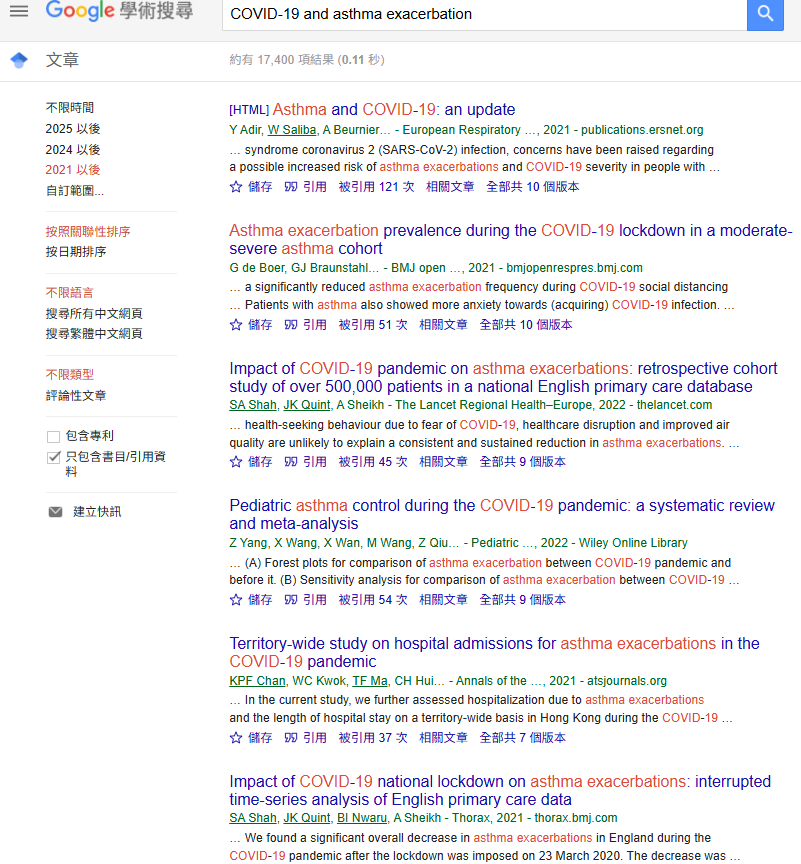 Google 學術搜尋
COVID-19 and asthma exacerbation
文章
約有 17,400 項結果 (0.11 秒)
不限時間
2025 以後
2024 以後
2021 以後
自訂範圍...
按照關聯性排序
按日期排序
不限語言
搜尋所有中文網頁
搜尋繁體中文網頁
不限類型
評論性文章
包含專利
只包含書目/引用資
料
建立快訊
[HTML] Asthma and COVID-19: an update
Y Adir, W Saliba, A Beurnier… - European Respiratory …, 2021 - publications.ersnet.org
… syndrome coronavirus 2 (SARS-CoV-2) infection, concerns have been raised regarding
a possible increased risk of asthma exacerbations and COVID-19 severity in people with …
儲存 引用 被引用 121 次 相關文章 全部共 10 個版本
Asthma exacerbation prevalence during the COVID-19 lockdown in a moderate-
severe asthma cohort
G de Boer, GJ Braunstahl… - BMJ open …, 2021 - bmjopenrespres.bmj.com
… a significantly reduced asthma exacerbation frequency during COVID-19 social distancing
… Patients with asthma also showed more anxiety towards (acquiring) COVID-19 infection. …
儲存 引用 被引用 51 次 相關文章 全部共 10 個版本
Impact of COVID-19 pandemic on asthma exacerbations: retrospective cohort
study of over 500,000 patients in a national English primary care database
SA Shah, JK Quint, A Sheikh - The Lancet Regional Health–Europe, 2022 - thelancet.com
… health-seeking behaviour due to fear of COVID-19, healthcare disruption and improved air
quality are unlikely to explain a consistent and sustained reduction in asthma exacerbations. …
儲存 引用 被引用 45 次 相關文章 全部共 9 個版本
Pediatric asthma control during the COVID-19 pandemic: a systematic review
and meta-analysis
Z Yang, X Wang, X Wan, M Wang, Z Qiu… - Pediatric …, 2022 - Wiley Online Library
… (A) Forest plots for comparison of asthma exacerbation between COVID-19 pandemic and
before it. (B) Sensitivity analysis for comparison of asthma exacerbation between COVID-19 …
儲存 引用 被引用 54 次 相關文章 全部共 9 個版本
Territory-wide study on hospital admissions for asthma exacerbations in the
COVID-19 pandemic
KPF Chan, WC Kwok, TF Ma, CH Hui… - Annals of the …, 2021 - atsjournals.org
… In the current study, we further assessed hospitalization due to asthma exacerbations
and the length of hospital stay on a territory-wide basis in Hong Kong during the COVID-19 …
儲存 引用 被引用 37 次 相關文章 全部共 7 個版本
Impact of COVID-19 national lockdown on asthma exacerbations: interrupted
time-series analysis of English primary care data
SA Shah, JK Quint, BI Nwaru, A Sheikh - Thorax, 2021 - thorax.bmj.com
… We found a significant overall decrease in asthma exacerbations in England during the
COVID-19 pandemic after the lockdown was imposed on 23 March 2020. The decrease was …